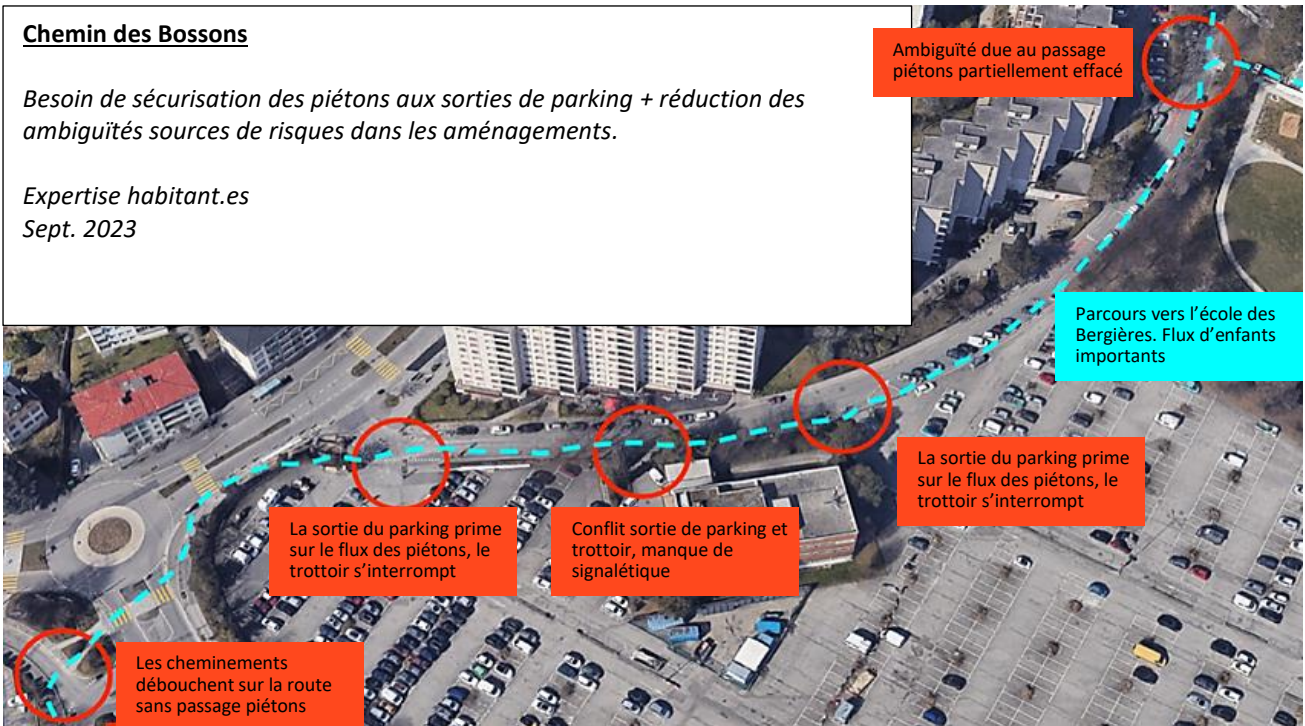 Chemin des Bossons
Besoin de sécurisation des piétons aux sorties de parking + réduction des
ambiguïtés sources de risques dans les aménagements.
Expertise habitant.es
Sept. 2023
Ambiguïté due au passage
piétons partiellement effacé
Parcours vers l’école des
Bergières. Flux d’enfants
importants
La sortie du parking prime
sur le flux des piétons, le
trottoir s’interrompt
Conflit sortie de parking et
trottoir, manque de
signalétique
La sortie du parking prime
sur le flux des piétons, le
trottoir s’interrompt
Les cheminements
débouchent sur la route
sans passage piétons